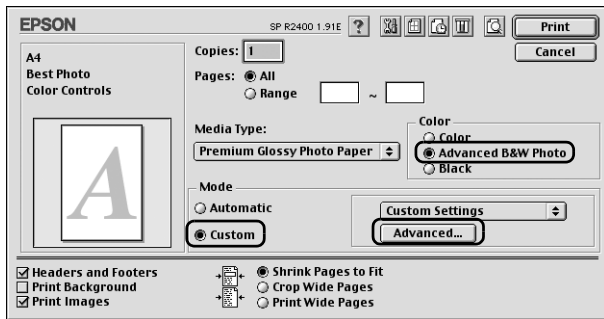 EPSON
SP R2400 1.91E
?
Print
Cancel
A4
Best Photo
Color Controls
A
Copies: 1
Pages: All
Range ~
Media Type:
Premium Glossy Photo Paper
Color
Color
Advanced B&W Photo
Black
Mode
Automatic
Custom
Custom Settings
Advanced...
Headers and Footers
Print Background
Print Images
Shrink Pages to Fit
Crop Wide Pages
Print Wide Pages